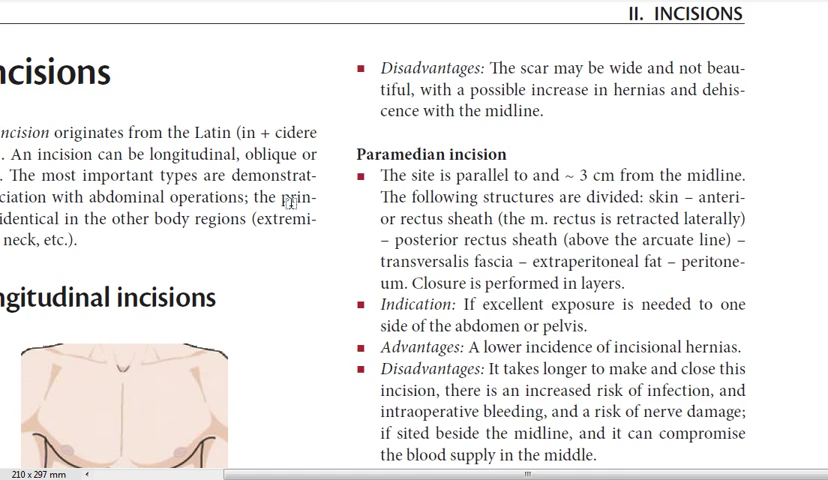 II. INCISIONS
ncisions
ncision originates from the Latin (in + cidere
. An incision can be longitudinal, oblique or
. The most important types are demonstrat-
ciation with abdominal operations; the prin-
identical in the other body regions (extremi-
neck, etc.).
ngitudinal incisions
■ Disadvantages: The scar may be wide and not beau-
tiful, with a possible increase in hernias and dehis-
cence with the midline.
Paramedian incision
■ The site is parallel to and ~ 3 cm from the midline.
The following structures are divided: skin – anteri-
or rectus sheath (the m. rectus is retracted laterally)
– posterior rectus sheath (above the arcuate line) –
transversalis fascia – extraperitoneal fat – peritone-
um. Closure is performed in layers.
■ Indication: If excellent exposure is needed to one
side of the abdomen or pelvis.
■ Advantages: A lower incidence of incisional hernias.
■ Disadvantages: It takes longer to make and close this
incision, there is an increased risk of infection, and
intraoperative bleeding, and a risk of nerve damage;
if sited beside the midline, and it can compromise
the blood supply in the middle.
210 x 297 mm